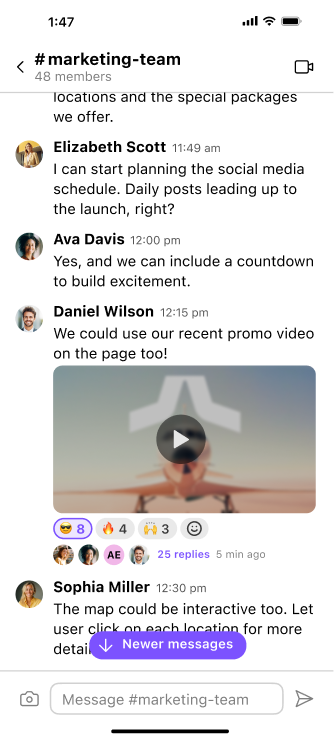 1:47
#marketing-team
48 members
locations and the special packages
we offer.
Elizabeth Scott 11:49 am
I can start planning the social media
schedule. Daily posts leading up to
the launch, right?
Ava Davis 12:00 pm
Yes, and we can include a countdown
to build excitement.
Daniel Wilson 12:15 pm
We could use our recent promo video
on the page too!
8 4 3
AE 25 replies 5 min ago
Sophia Miller 12:30 pm
The map could be interactive too. Let
user click on each location for more
Newer messages
Message #marketing-team